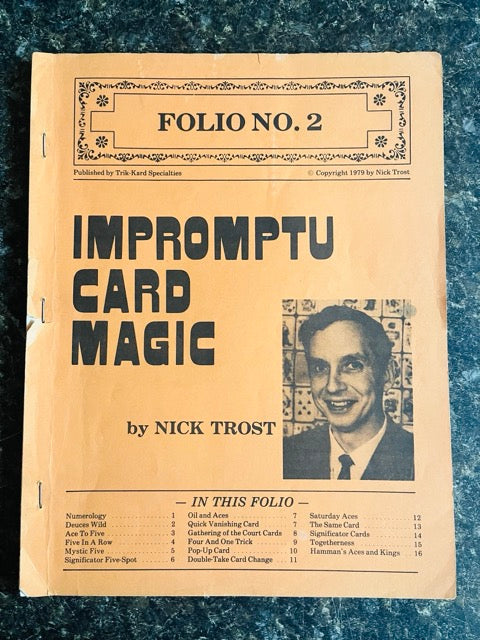 FOLIO NO. 2
Published by Trik-Kard Specialties © Copyright 1979 by Nick Trost
IMPROMPTU
CARD
MAGIC
by NICK TROST
— IN THIS FOLIO —
Numerology 1
Deuces Wild 2
Ace To Five 3
Five In A Row 4
Mystic Five 5
Significator Five-Spot 6
Oil and Aces 7
Quick Vanishing Card 7
Gathering of the Court Cards 8
Four And One Trick 9
Pop-Up Card 10
Double-Take Card Change 11
Saturday Aces 12
The Same Card 13
Significator Cards 14
Togetherness 15
Hamman's Aces and Kings 16